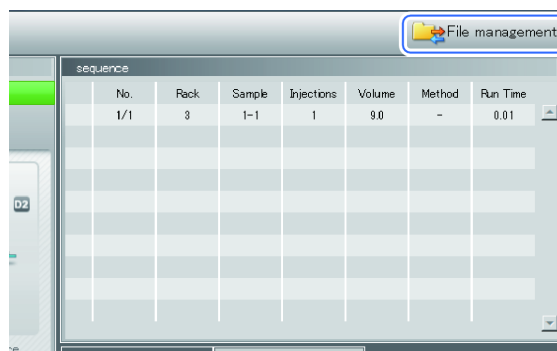 File management
sequence
No. Rack Sample Injections Volume Method Run Time
1/1 3 1-1 1 9.0 - 0.01
D2